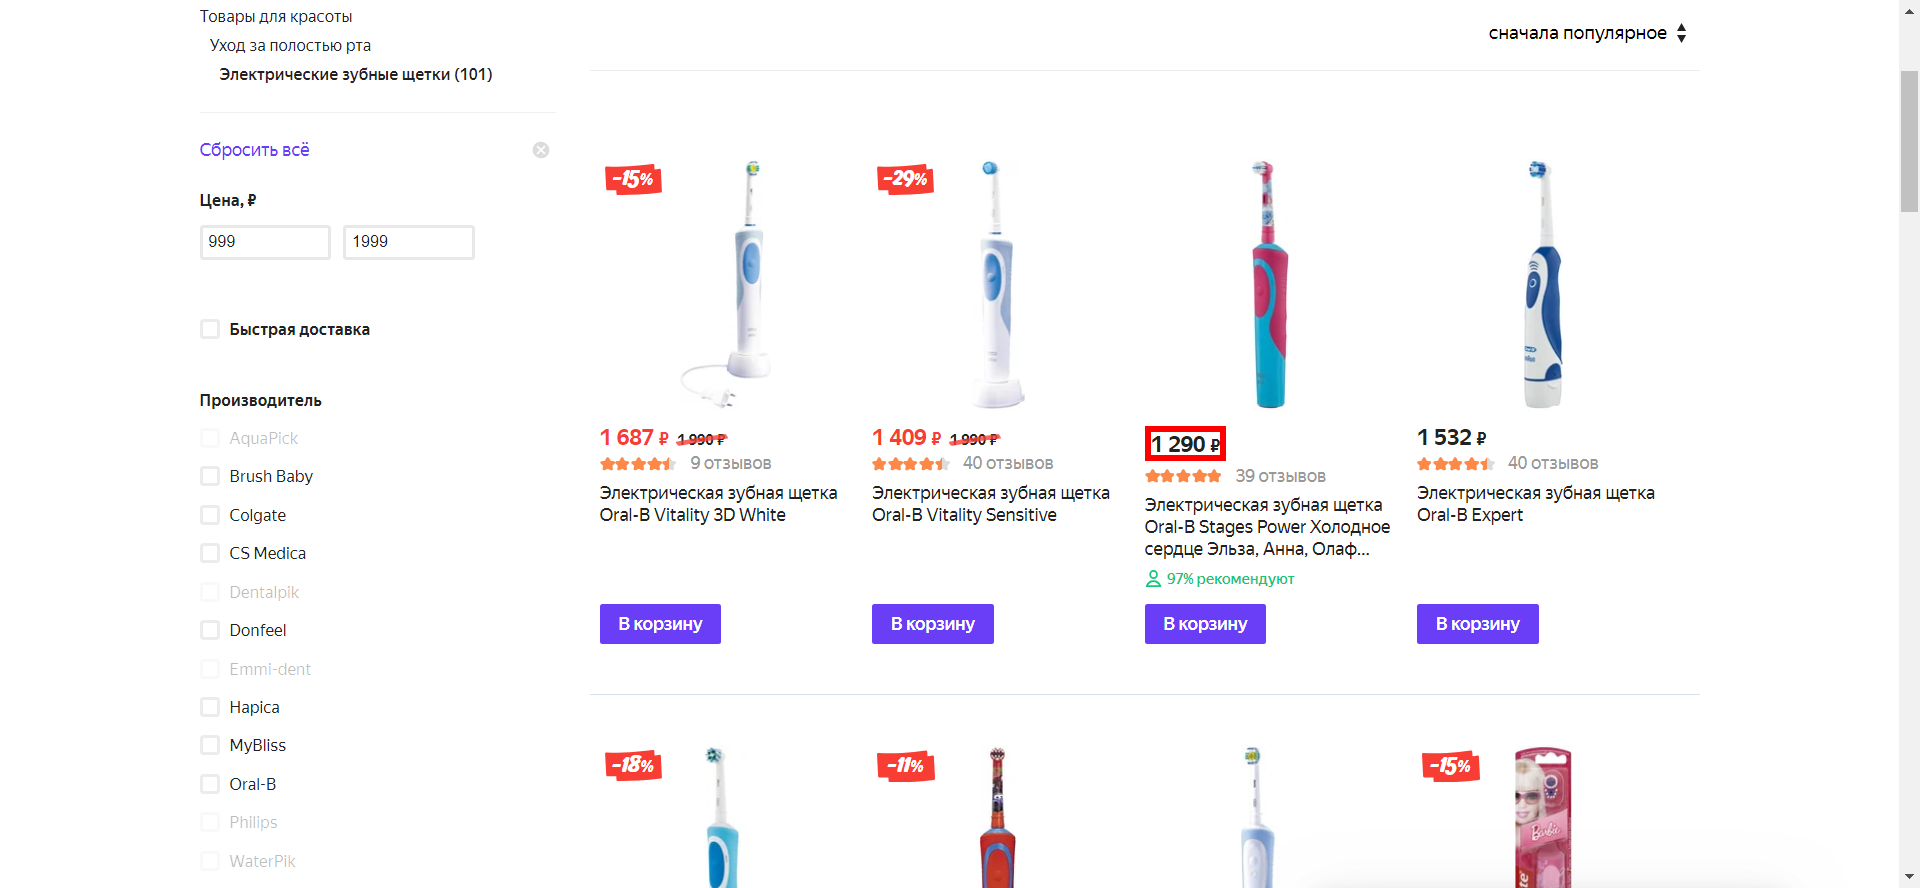 Товары для красоты
Уход за полостью рта
Электрические зубные щетки (101)
сначала популярное
Сбросить всё
Цена, ₽
999
1999
Быстрая доставка
Производитель
AquaPick
Brush Baby
Colgate
CS Medica
Dentalpik
Donfeel
Emmi-dent
Hapica
MyBliss
Oral-B
Philips
WaterPik
-15%
1 687 ₽ 1 990 ₽
9 отзывов
Электрическая зубная щетка
Oral-B Vitality 3D White
В корзину
-29%
1 409 ₽ 1 990 ₽
40 отзывов
Электрическая зубная щетка
Oral-B Vitality Sensitive
В корзину
1 290 ₽
39 отзывов
Электрическая зубная щетка
Oral-B Stages Power Холодное
сердце Эльза, Анна, Олаф...
97% рекомендуют
В корзину
1 532 ₽
40 отзывов
Электрическая зубная щетка
Oral-B Expert
В корзину
-18%
-11%
-15%
Barbie